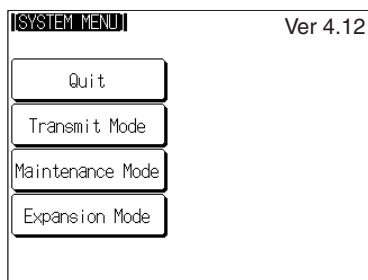 [SYSTEM MENU]
Ver 4.12
Quit
Transmit Mode
Maintenance Mode
Expansion Mode